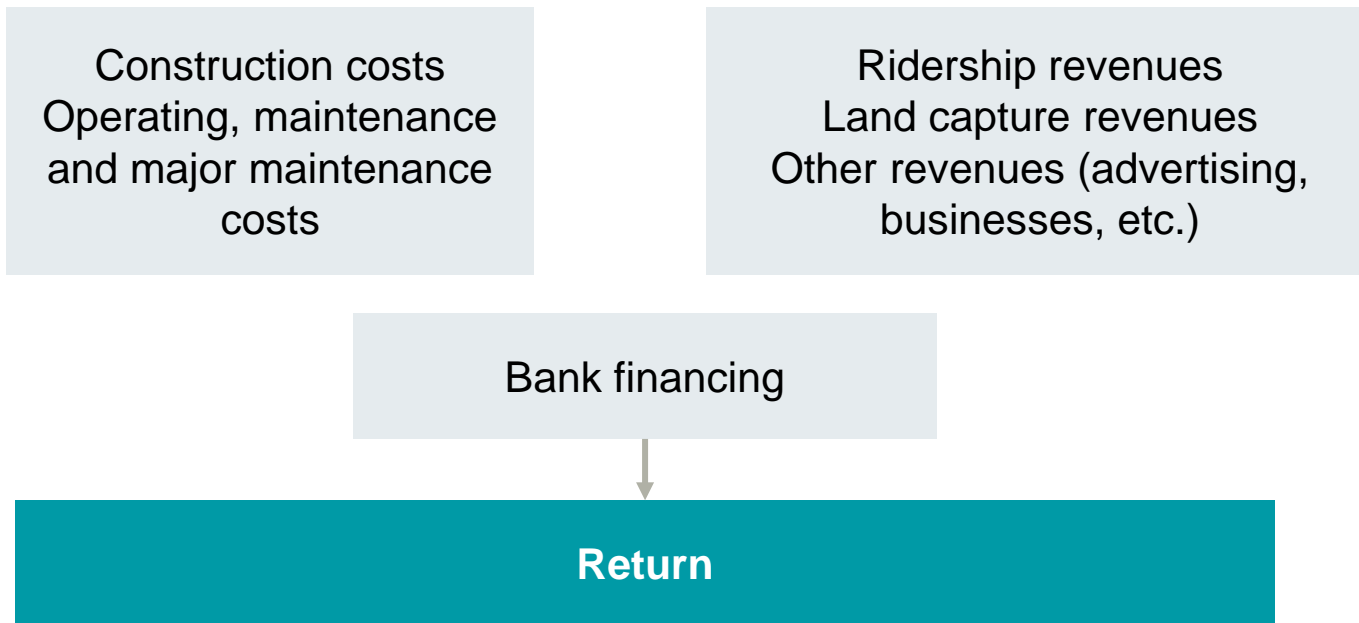 Construction costs
Operating, maintenance
and major maintenance
costs
Ridership revenues
Land capture revenues
Other revenues (advertising,
businesses, etc.)
Bank financing
Return